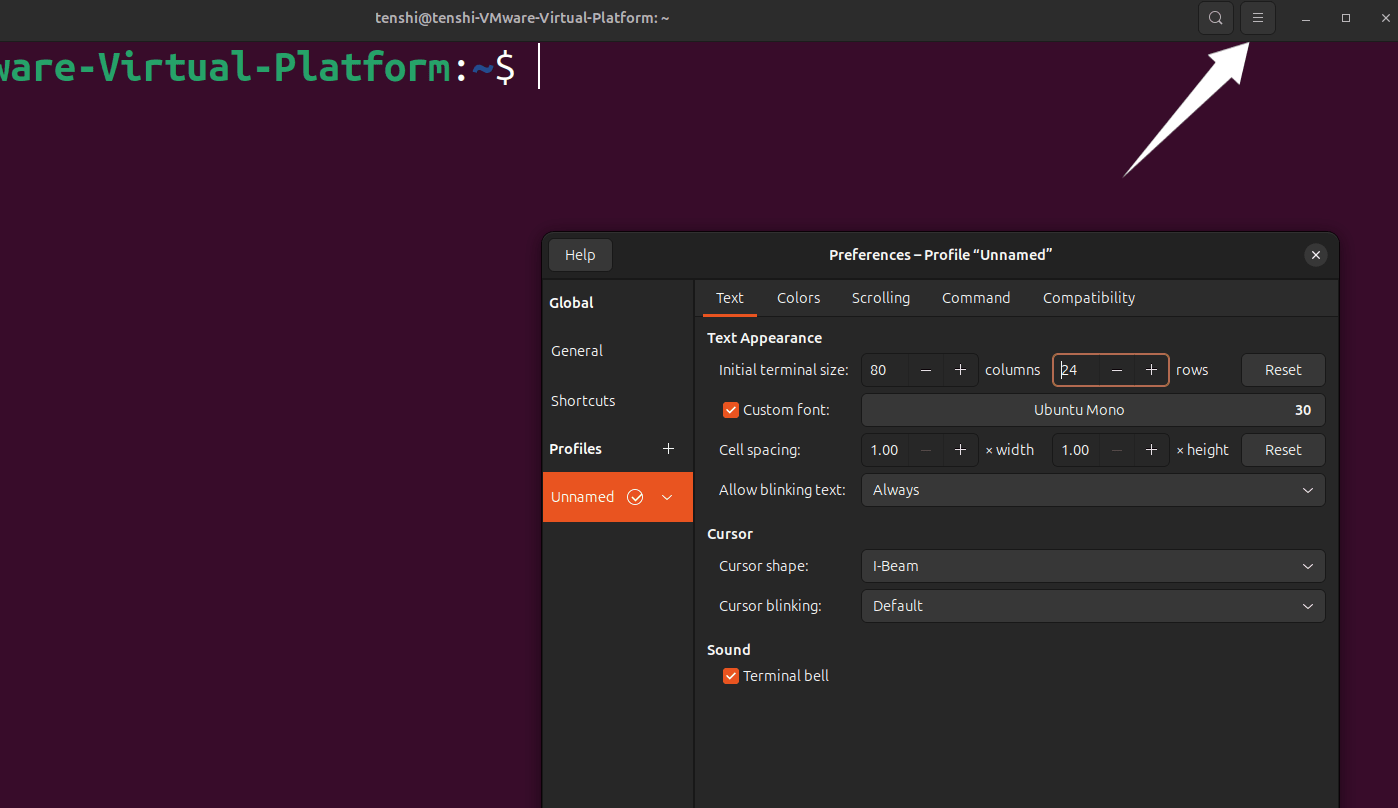 tenshi@tenshi-VMware-Virtual-Platform: ~
ware-Virtual-Platform:~$
Help
Preferences – Profile “Unnamed”
Global
General
Shortcuts
Profiles
Unnamed
Text Colors Scrolling Command Compatibility
Text Appearance
Initial terminal size: 80 − + columns 24 − + rows Reset
Custom font: Ubuntu Mono 30
Cell spacing: 1.00 − + × width 1.00 − + × height Reset
Allow blinking text: Always
Cursor
Cursor shape: I-Beam
Cursor blinking: Default
Sound
Terminal bell